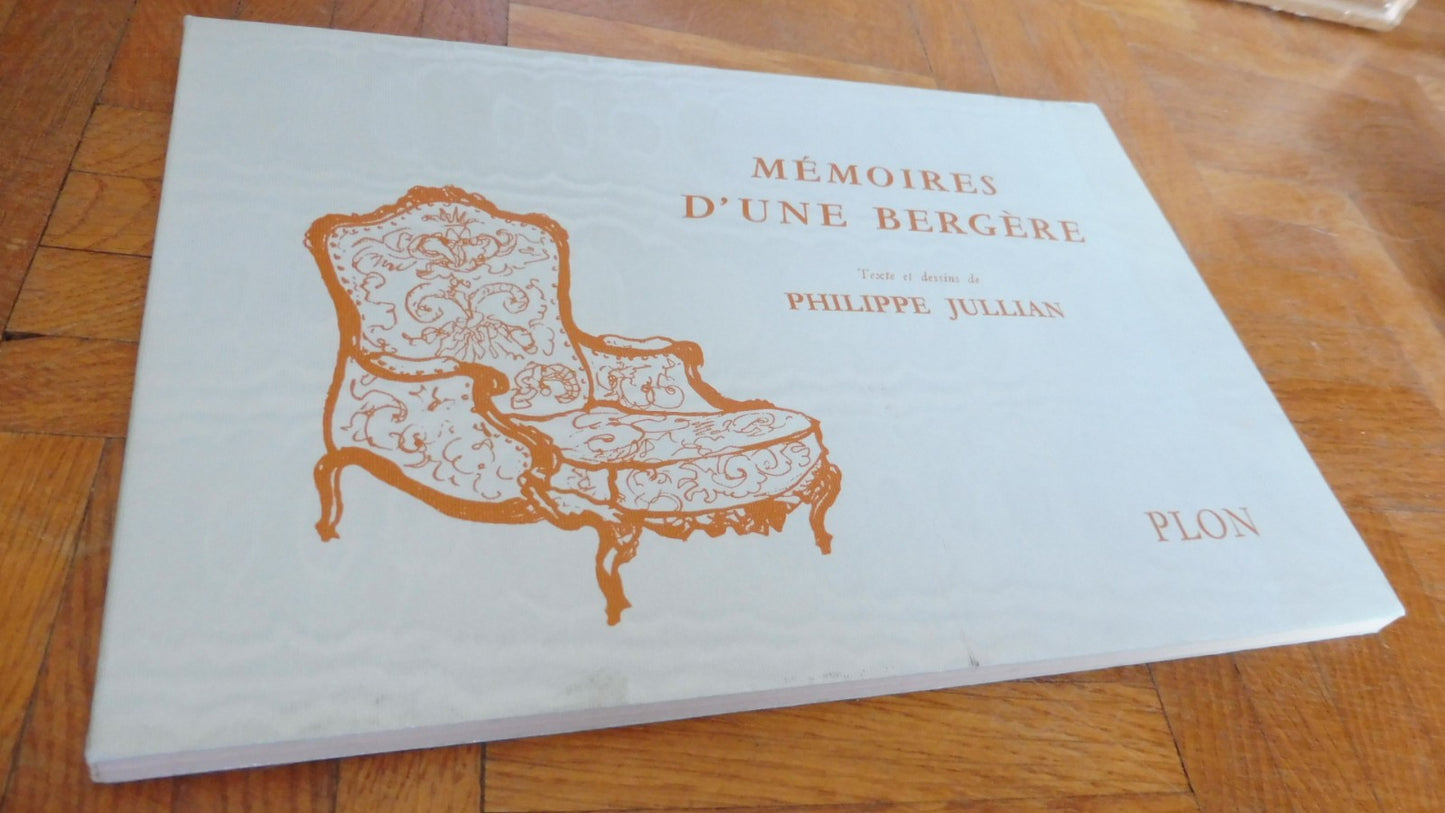 MÉMOIRES
D'UNE BERGÈRE
Texte et dessins de
PHILIPPE JULLIAN
PLON